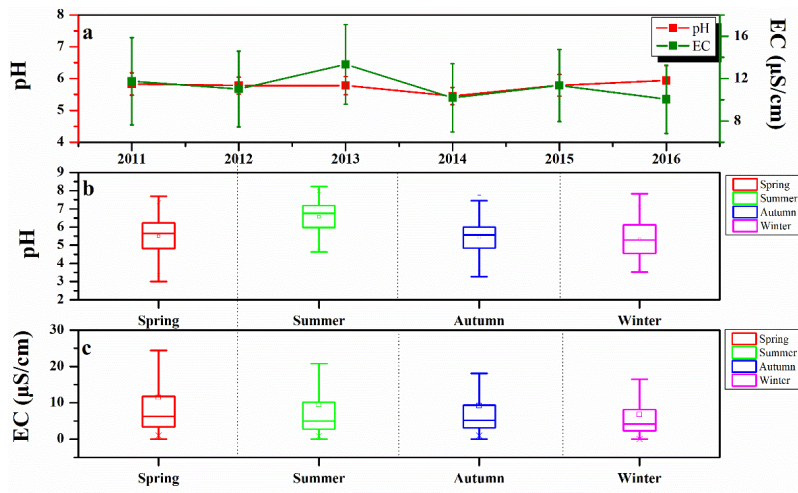 a
pH
EC
pH
EC (μS/cm)
8
7
6
5
4
16
12
8
2011 2012 2013 2014 2015 2016
b
pH
9
8
7
6
5
4
3
2
Spring Summer Autumn Winter
Spring
Summer
Autumn
Winter
c
EC (μS/cm)
30
20
10
0
Spring Summer Autumn Winter
Spring
Summer
Autumn
Winter